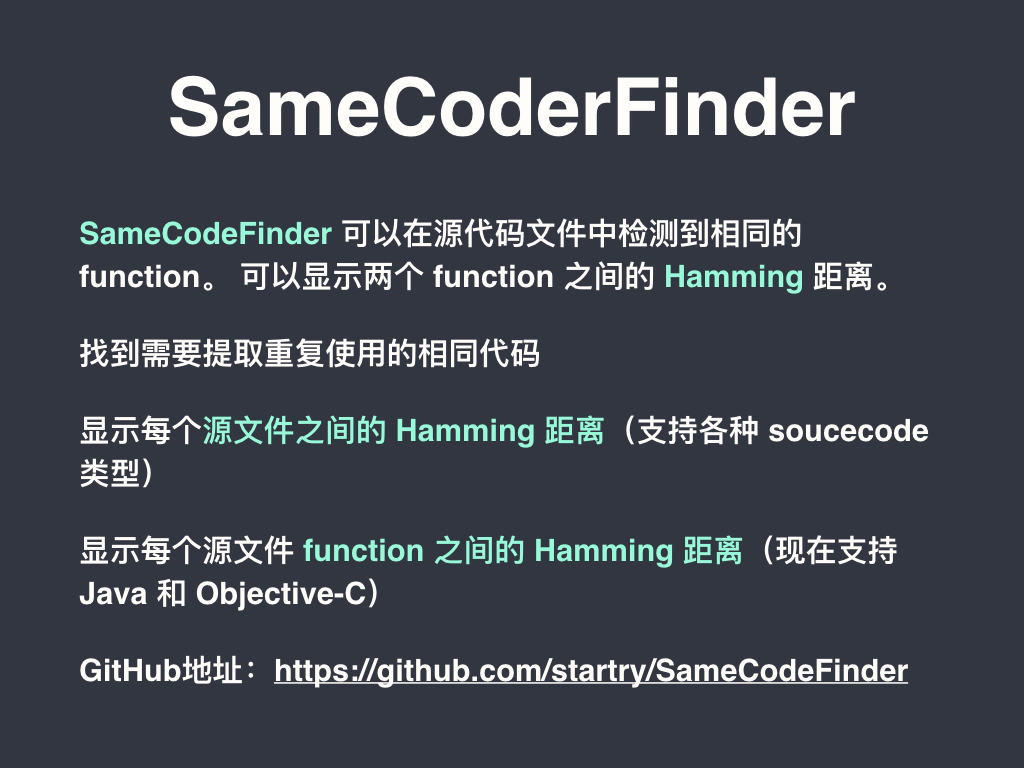 SameCoderFinder
SameCodeFinder 可以在源代码文件中检测到相同的
function。 可以显示两个 function 之间的 Hamming 距离。
找到需要提取重复使用的相同代码
显示每个源文件之间的 Hamming 距离（支持各种 soucecode
类型）
显示每个源文件 function 之间的 Hamming 距离（现在支持
Java 和 Objective-C）
GitHub地址：https://github.com/startry/SameCodeFinder